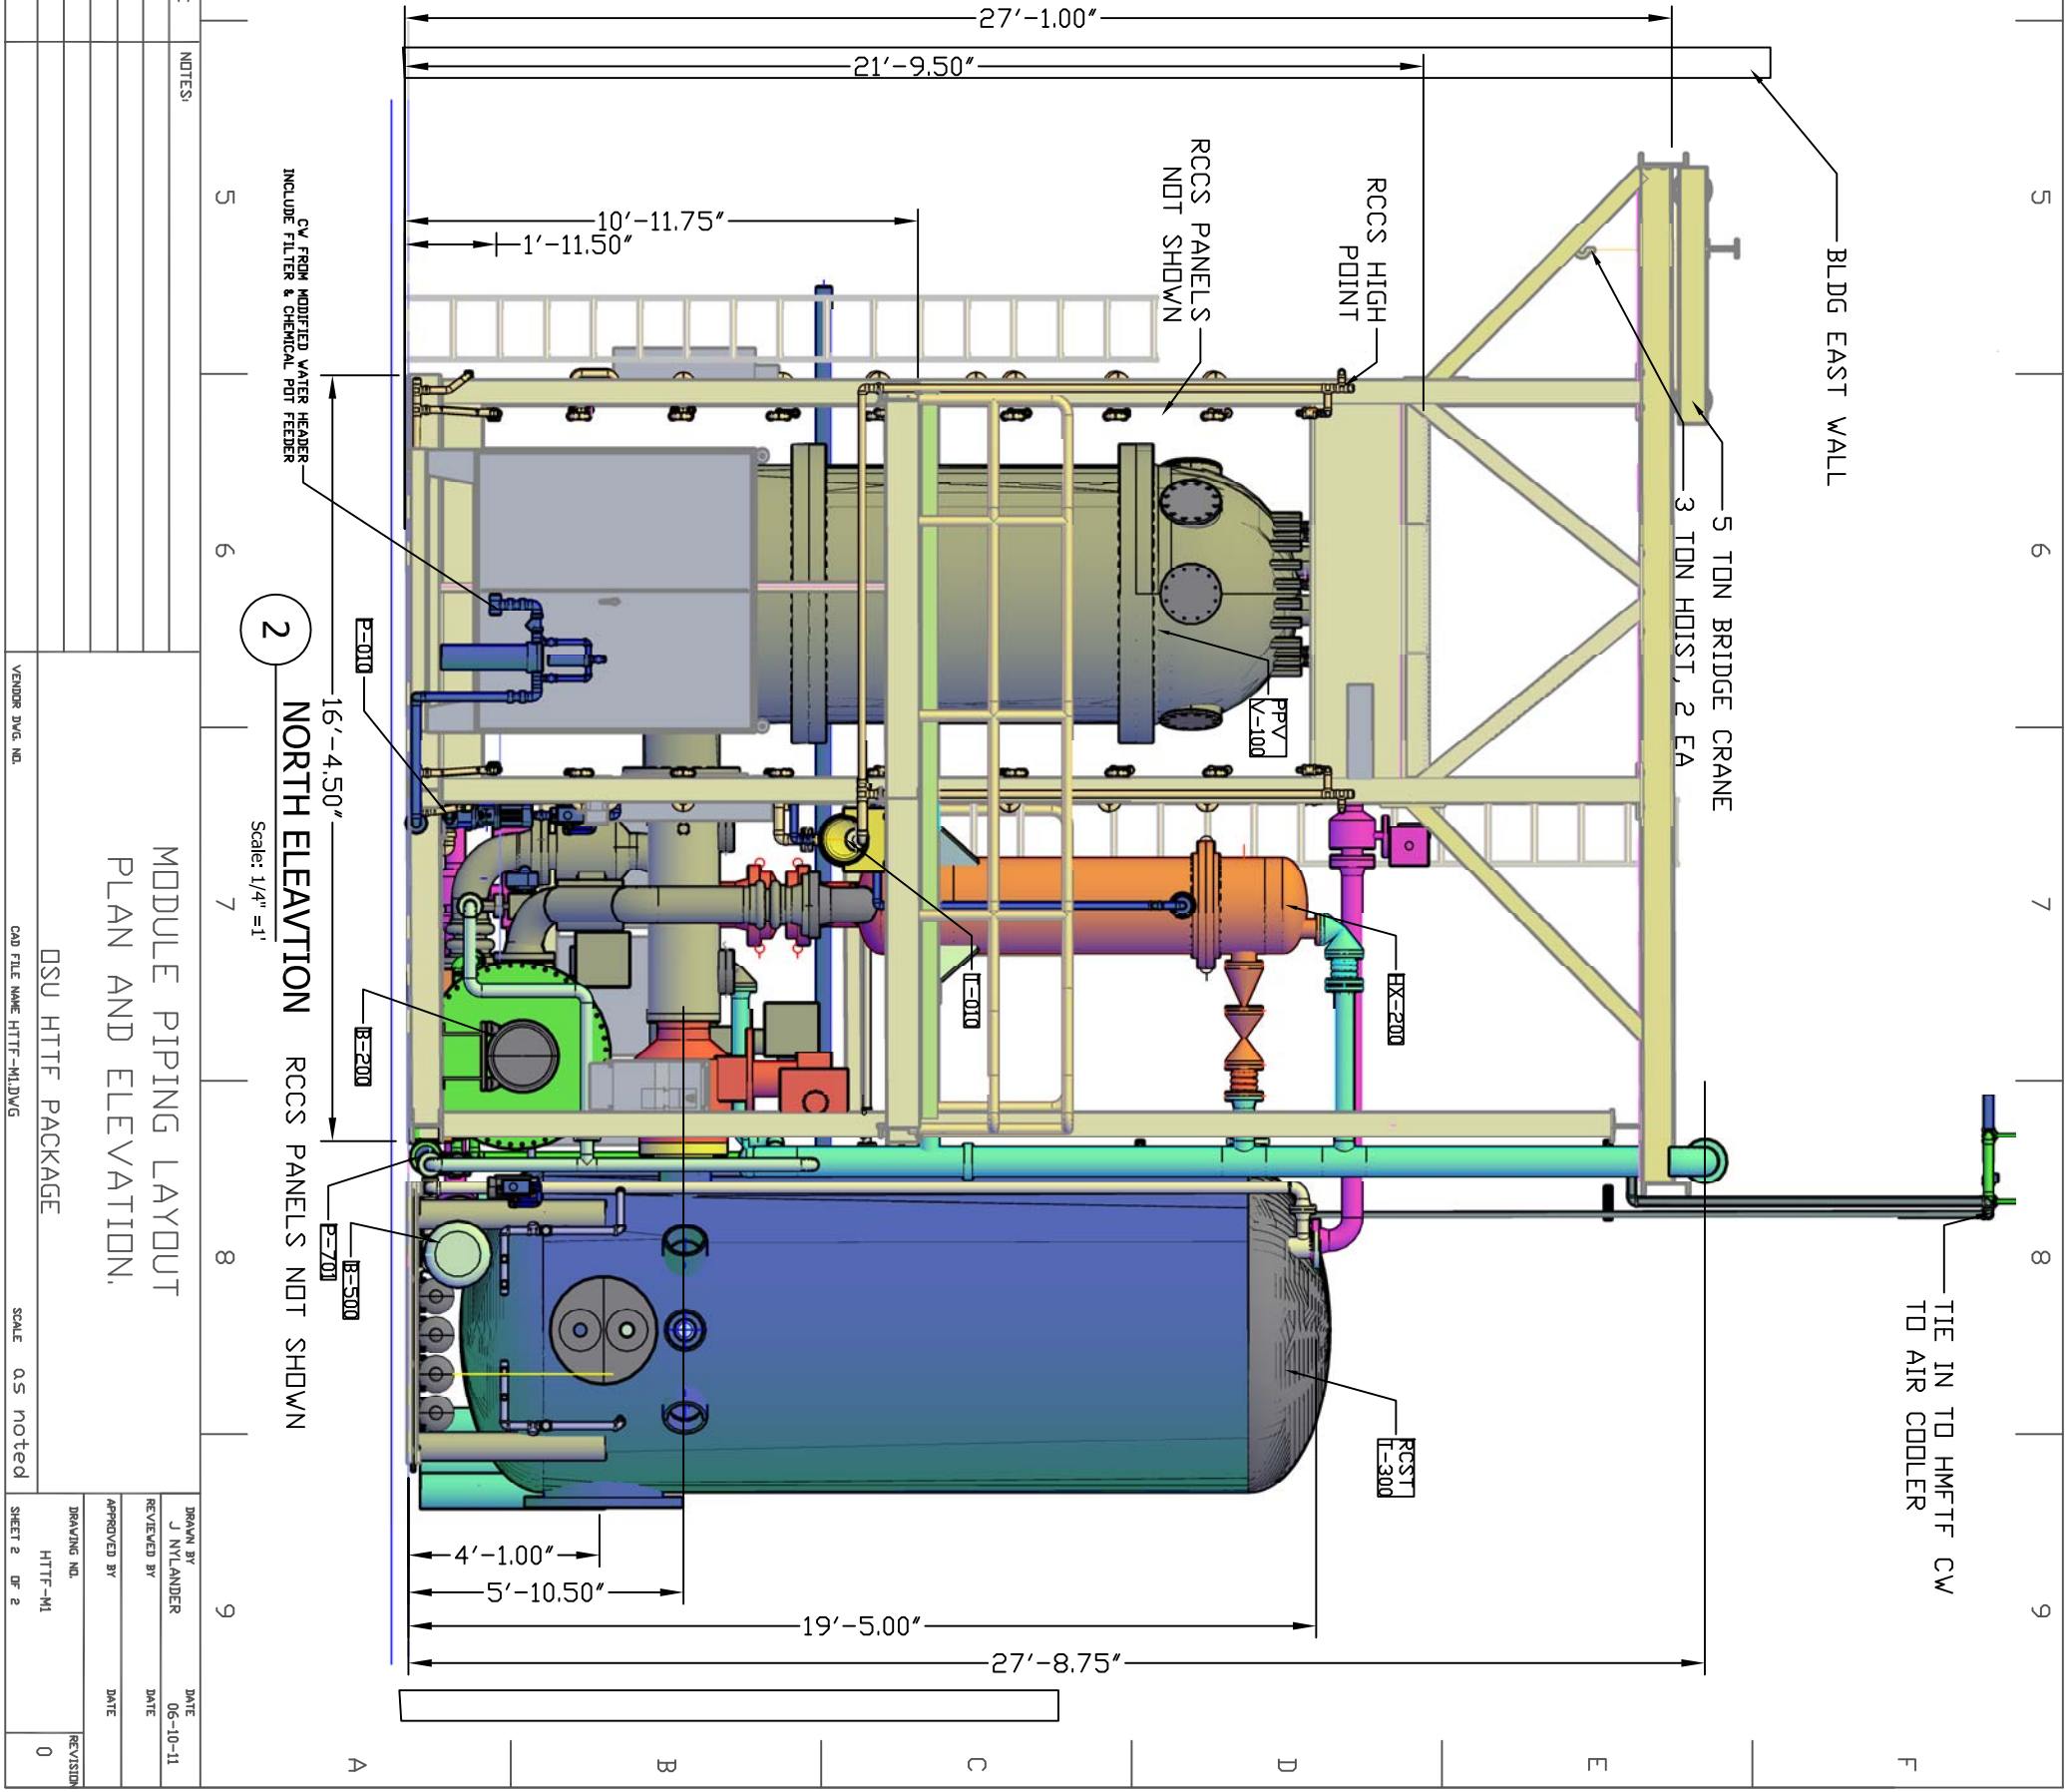 27'-1.00"
21'-9.50"
BLDG EAST WALL
5 TON BRIDGE CRANE
3 TON HOIST, 2 EA
RCCS HIGH
POINT
RCCS PANELS
NOT SHOWN
10'-11.75"
1'-11.50"
CW FROM MODIFIED WATER HEADER
INCLUDE FILTER & CHEMICAL POT FEEDER
PPV
V-100
HX-200
T-010
TIE IN TO HMFTF CW
TO AIR COOLER
RCST
T-300
P-010
B-200
P-701
B-500
16'-4.50"
2
NORTH ELEAVTION
RCCS PANELS NOT SHOWN
Scale: 1/4" =1'
4'-1.00"
5'-10.50"
19'-5.00"
27'-8.75"
5
6
7
8
9
5
6
7
8
9
A
B
C
D
E
F
NOTES:
MODULE PIPING LAYOUT
PLAN AND ELEVATION.
OSU HTTF PACKAGE
VENDOR DWG. NO.
CAD FILE NAME HTTF-M1.DWG
SCALE as noted
DRAWN BY
DATE
J NYLANDER
06-10-11
REVIEWED BY
DATE
APPROVED BY
DATE
DRAWING NO.
REVISION
HTTF-M1
0
SHEET 2 OF 2